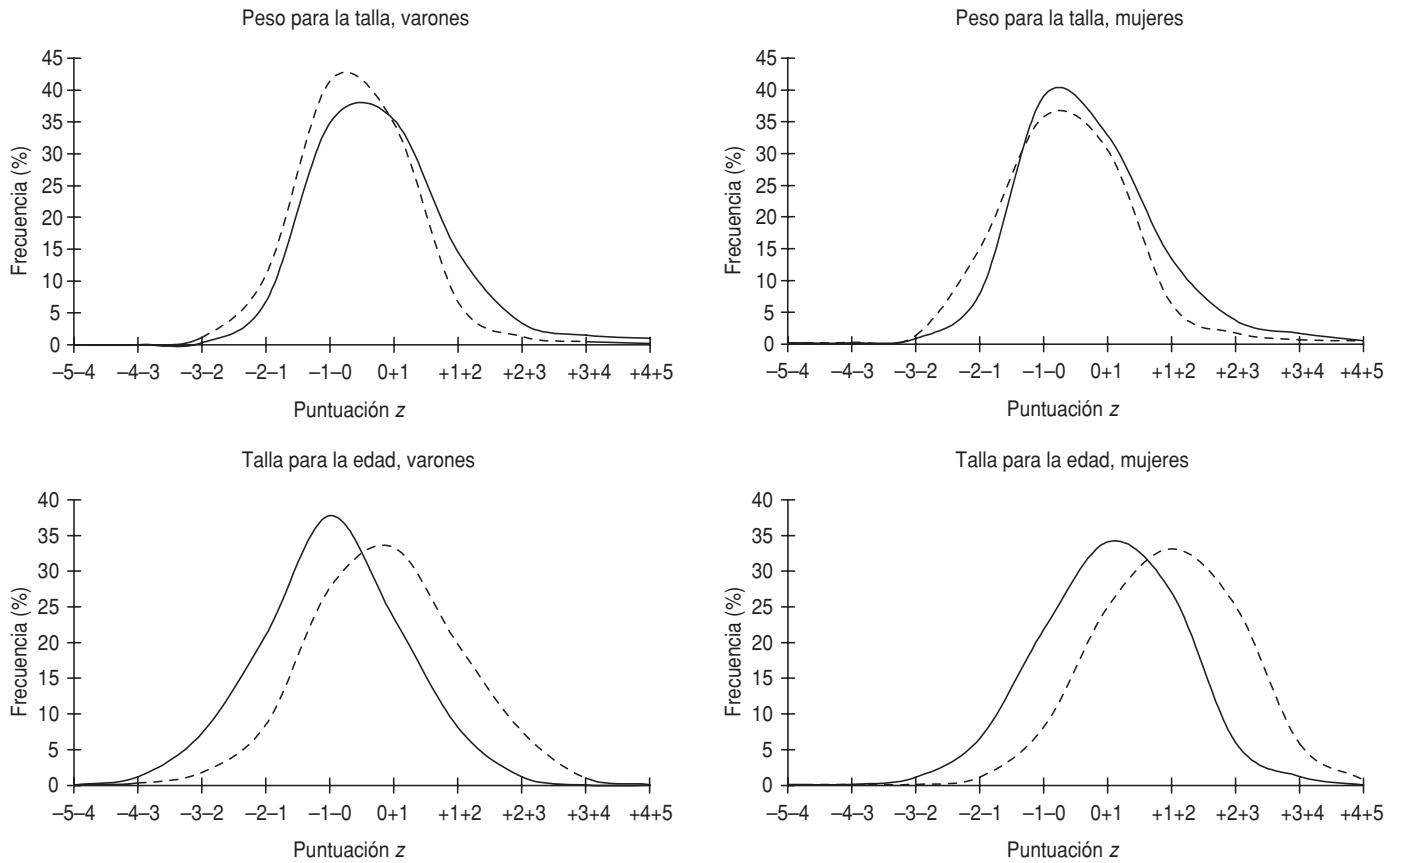 Peso para la talla, varones
45
40
35
30
25
20
15
10
5
0
Frecuencia (%)
–5–4 –4–3 –3–2 –2–1 –1–0 0+1 +1+2 +2+3 +3+4 +4+5
Puntuación z
Peso para la talla, mujeres
45
40
35
30
25
20
15
10
5
0
Frecuencia (%)
–5–4 –4–3 –3–2 –2–1 –1–0 0+1 +1+2 +2+3 +3+4 +4+5
Puntuación z
Talla para la edad, varones
40
35
30
25
20
15
10
5
0
Frecuencia (%)
–5–4 –4–3 –3–2 –2–1 –1–0 0+1 +1+2 +2+3 +3+4 +4+5
Puntuación z
Talla para la edad, mujeres
40
35
30
25
20
15
10
5
0
Frecuencia (%)
–5–4 –4–3 –3–2 –2–1 –1–0 0+1 +1+2 +2+3 +3+4 +4+5
Puntuación z